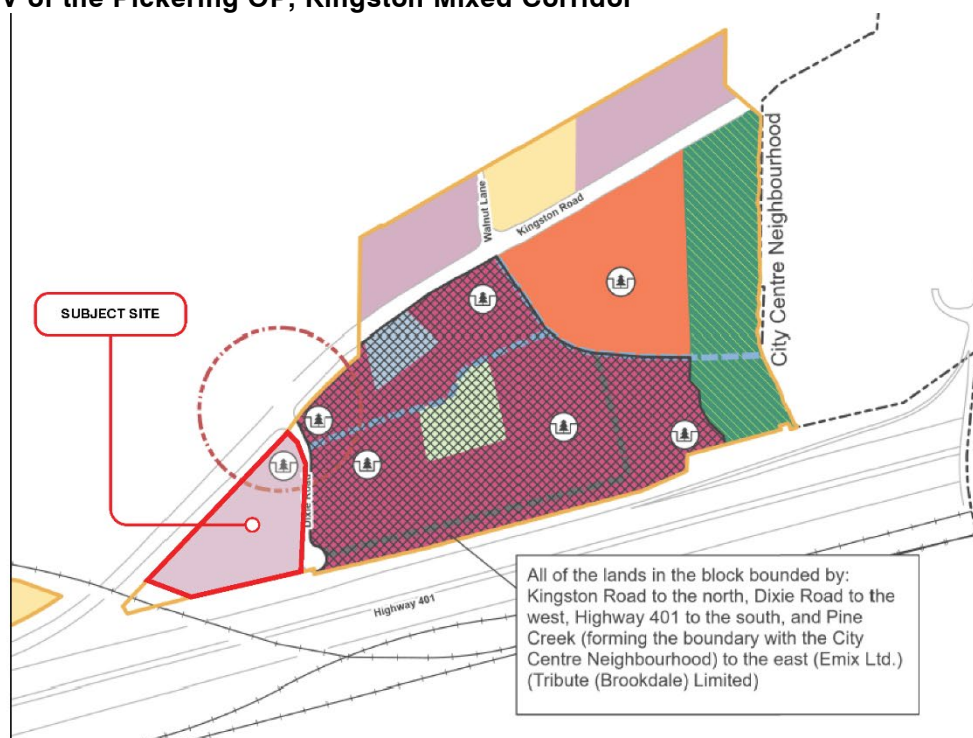 of the Pickering OP, Kingston Mixed Corridor
City Centre Neighbourhood
Walnut Lane
Kingston Road
SUBJECT SITE
Dixie Road
Highway 401
All of the lands in the block bounded by:
Kingston Road to the north, Dixie Road to the
west, Highway 401 to the south, and Pine
Creek (forming the boundary with the City
Centre Neighbourhood) to the east (Emix Ltd.)
(Tribute (Brookdale) Limited)